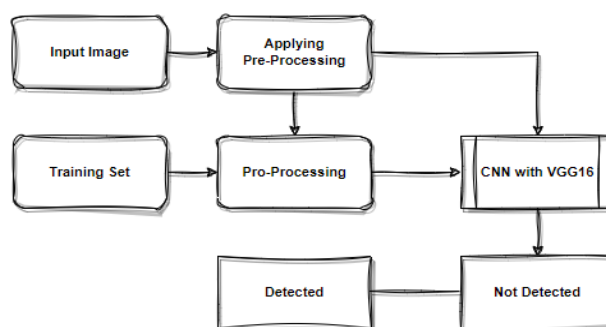 Input Image
Applying
Pre-Processing
Training Set
Pro-Processing
CNN with VGG16
Detected
Not Detected